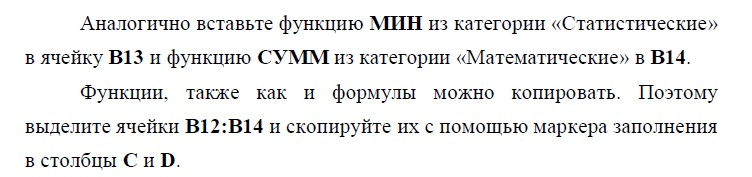 Аналогично вставьте функцию МИН из категории «Статистические»
в ячейку B13 и функцию СУММ из категории «Математические» в B14.
Функции, также как и формулы можно копировать. Поэтому
выделите ячейки B12:B14 и скопируйте их с помощью маркера заполнения
в столбцы C и D.